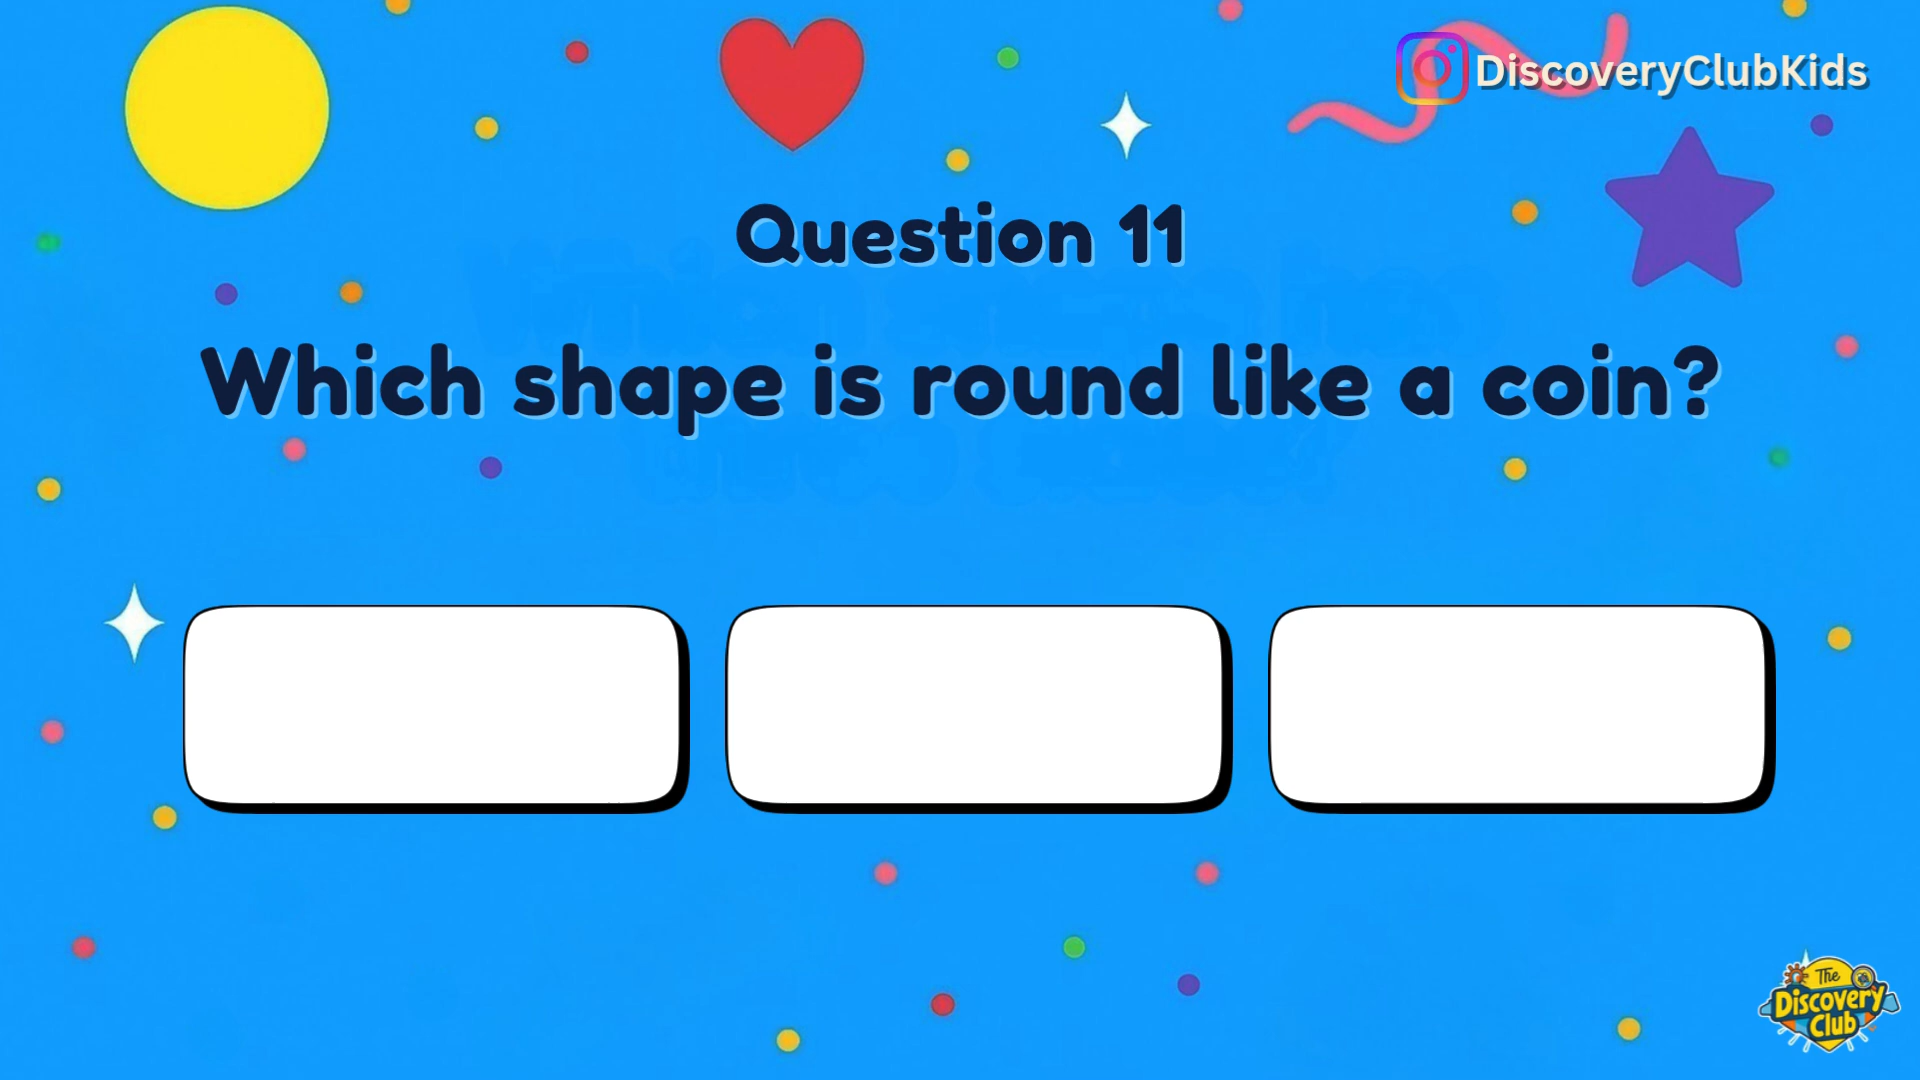 DiscoveryClubKids
Question 11
Which shape is round like a coin?
The
Discovery
Club